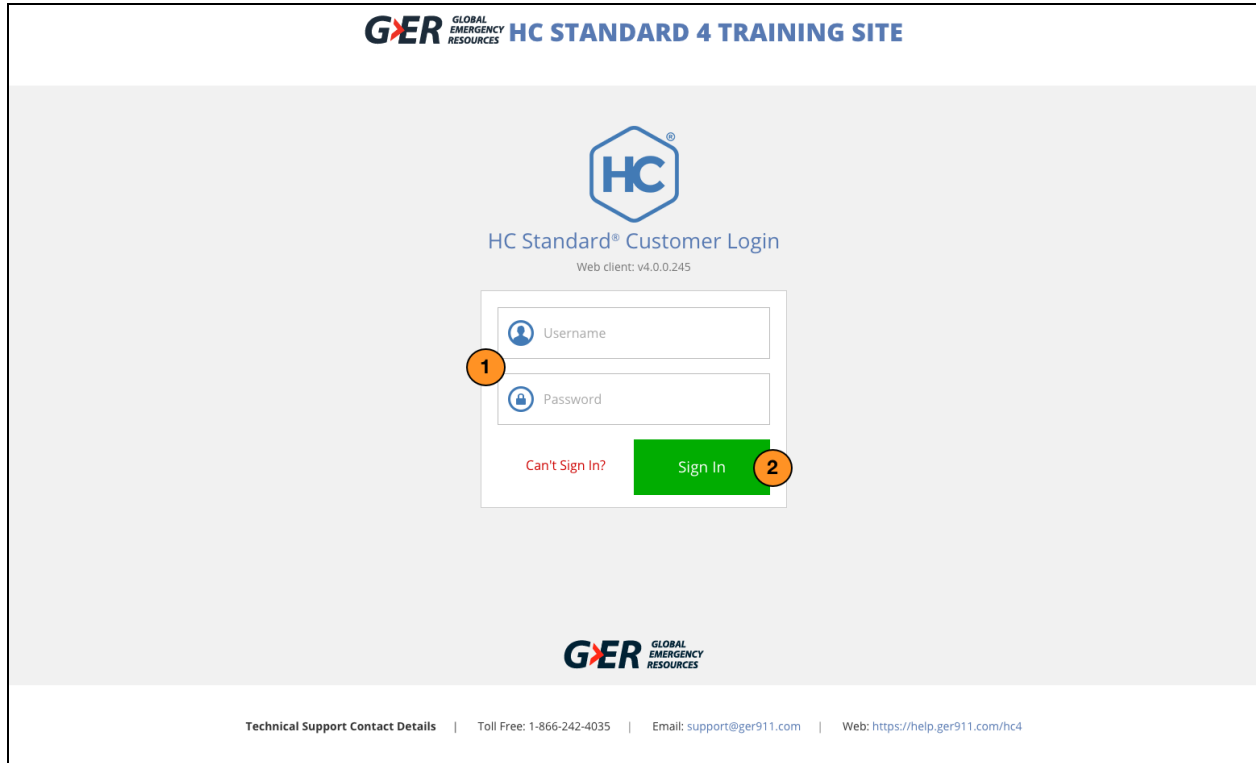 GER GLOBAL EMERGENCY RESOURCES HC STANDARD 4 TRAINING SITE
HC®
HC Standard® Customer Login
Web client: v4.0.0.245
Username
1
Password
Can't Sign In?
Sign In
2
GER GLOBAL EMERGENCY RESOURCES
Technical Support Contact Details | Toll Free: 1-866-242-4035 | Email: support@ger911.com | Web: https://help.ger911.com/hc4